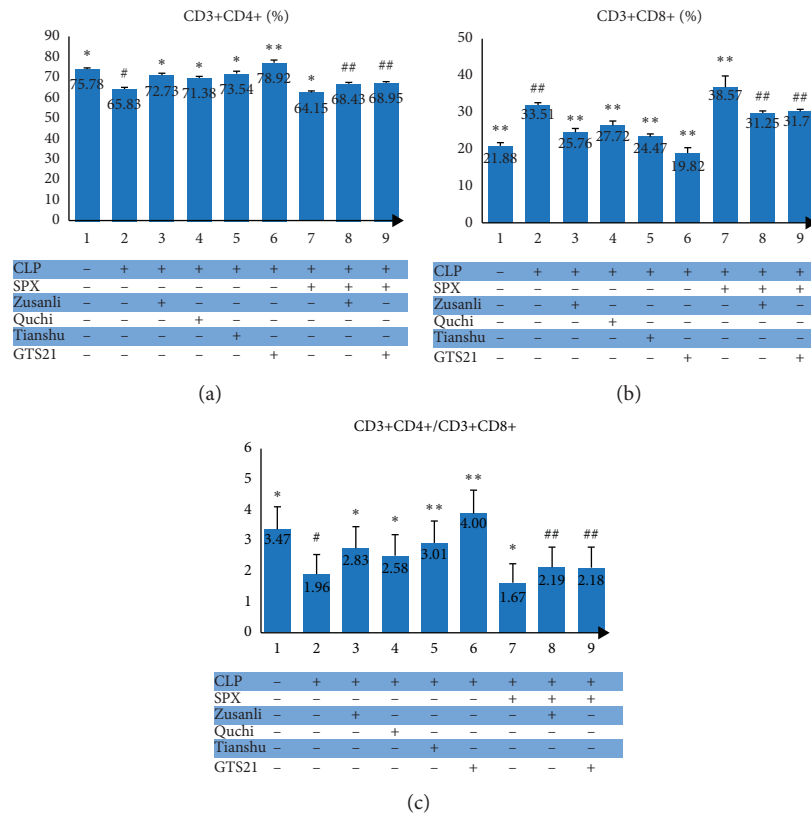 CD3+CD4+ (%)
90
80
70
60
50
40
30
20
10
0
* # * * * ** * ## ##
75.78 65.83 72.73 71.38 73.54 78.92 64.15 68.43 68.95
1 2 3 4 5 6 7 8 9
CLP – + + + + + + + +
SPX – – – – – – + + +
Zusanli – – + – – – – + –
Quchi – – – + – – – – –
Tianshu – – – – + – – – –
GTS21 – – – – – + – – +
(a)
CD3+CD8+ (%)
50
40
30
20
10
0
** ## ** ** ** ** ** ## ##
21.88 33.51 25.76 27.72 24.47 19.82 38.57 31.25 31.7
1 2 3 4 5 6 7 8 9
CLP – + + + + + + + +
SPX – – – – – – + + +
Zusanli – – + – – – – + –
Quchi – – – + – – – – –
Tianshu – – – – + – – – –
GTS21 – – – – – + – – +
(b)
CD3+CD4+/CD3+CD8+
6
5
4
3
2
1
0
* # * * ** ** * ## ##
3.47 1.96 2.83 2.58 3.01 4.00 1.67 2.19 2.18
1 2 3 4 5 6 7 8 9
CLP – + + + + + + + +
SPX – – – – – – + + +
Zusanli – – + – – – – + –
Quchi – – – + – – – – –
Tianshu – – – – + – – – –
GTS21 – – – – – + – – +
(c)